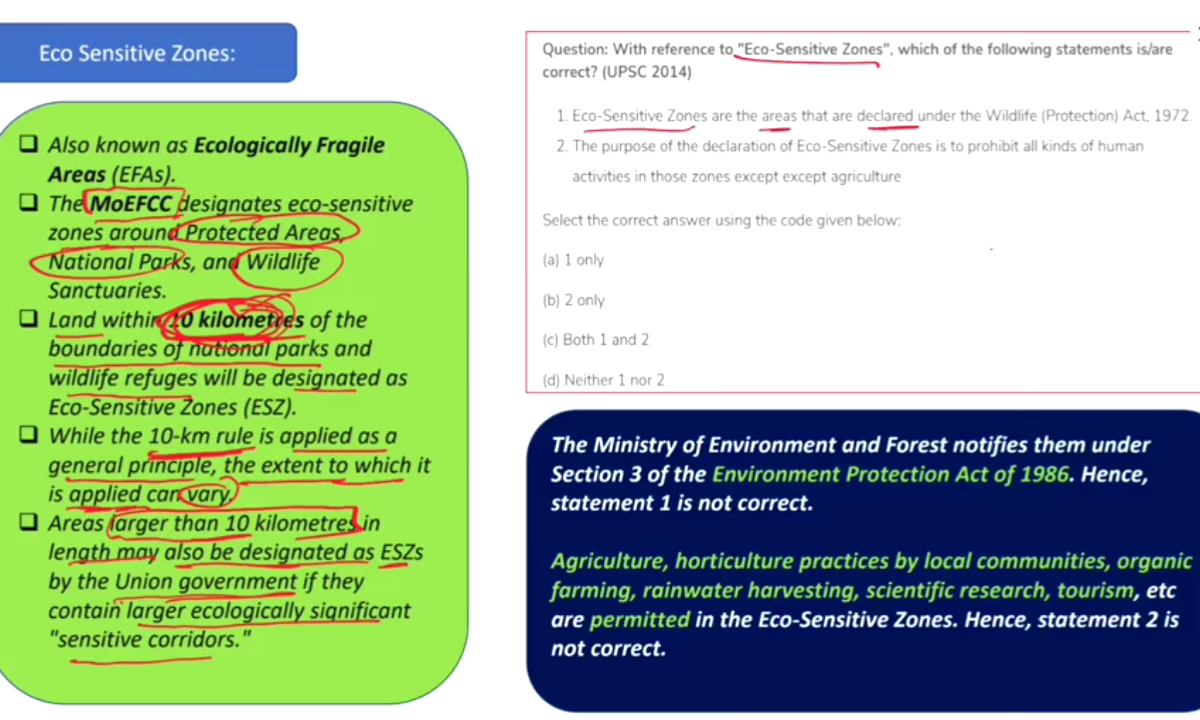 Eco Sensitive Zones:
❑ Also known as Ecologically Fragile
Areas (EFAs).
❑ The MoEFCC designates eco-sensitive
zones around Protected Areas,
National Parks, and Wildlife
Sanctuaries.
❑ Land within 10 kilometres of the
boundaries of national parks and
wildlife refuges will be designated as
Eco-Sensitive Zones (ESZ).
❑ While the 10-km rule is applied as a
general principle, the extent to which it
is applied can vary.
❑ Areas larger than 10 kilometres in
length may also be designated as ESZs
by the Union government if they
contain larger ecologically significant
"sensitive corridors."
Question: With reference to "Eco-Sensitive Zones", which of the following statements is/are
correct? (UPSC 2014)
1. Eco-Sensitive Zones are the areas that are declared under the Wildlife (Protection) Act, 1972.
2. The purpose of the declaration of Eco-Sensitive Zones is to prohibit all kinds of human
activities in those zones except except agriculture
Select the correct answer using the code given below:
(a) 1 only
(b) 2 only
(c) Both 1 and 2
(d) Neither 1 nor 2
The Ministry of Environment and Forest notifies them under
Section 3 of the Environment Protection Act of 1986. Hence,
statement 1 is not correct.
Agriculture, horticulture practices by local communities, organic
farming, rainwater harvesting, scientific research, tourism, etc
are permitted in the Eco-Sensitive Zones. Hence, statement 2 is
not correct.